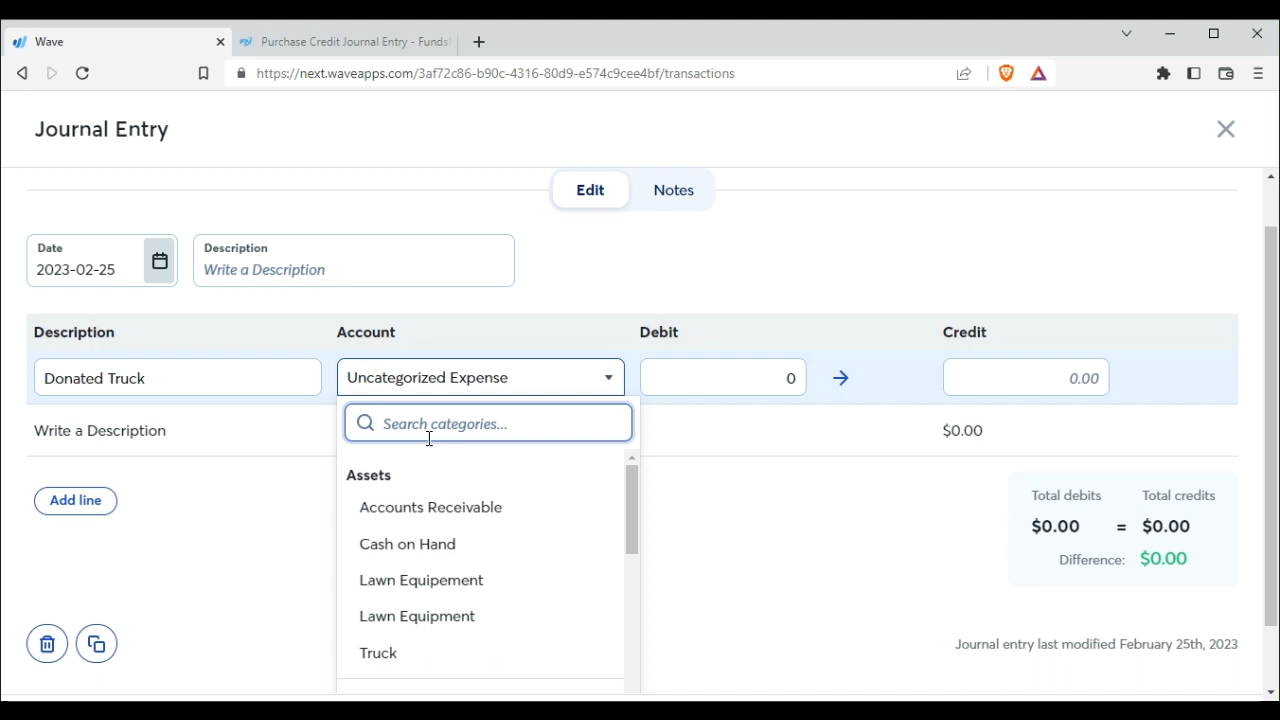 Wave
Purchase Credit Journal Entry - Funds
https://next.waveapps.com/3af72c86-b90c-4316-80d9-e574c9cee4bf/transactions
Journal Entry
Edit Notes
Date
2023-02-25
Description
Write a Description
Description Account Debit Credit
Donated Truck Uncategorized Expense 0 0.00
Search categories...
Write a Description $0.00
Assets
Accounts Receivable
Cash on Hand
Lawn Equipement
Lawn Equipment
Truck
Add line
Total debits Total credits
$0.00 = $0.00
Difference: $0.00
Journal entry last modified February 25th, 2023